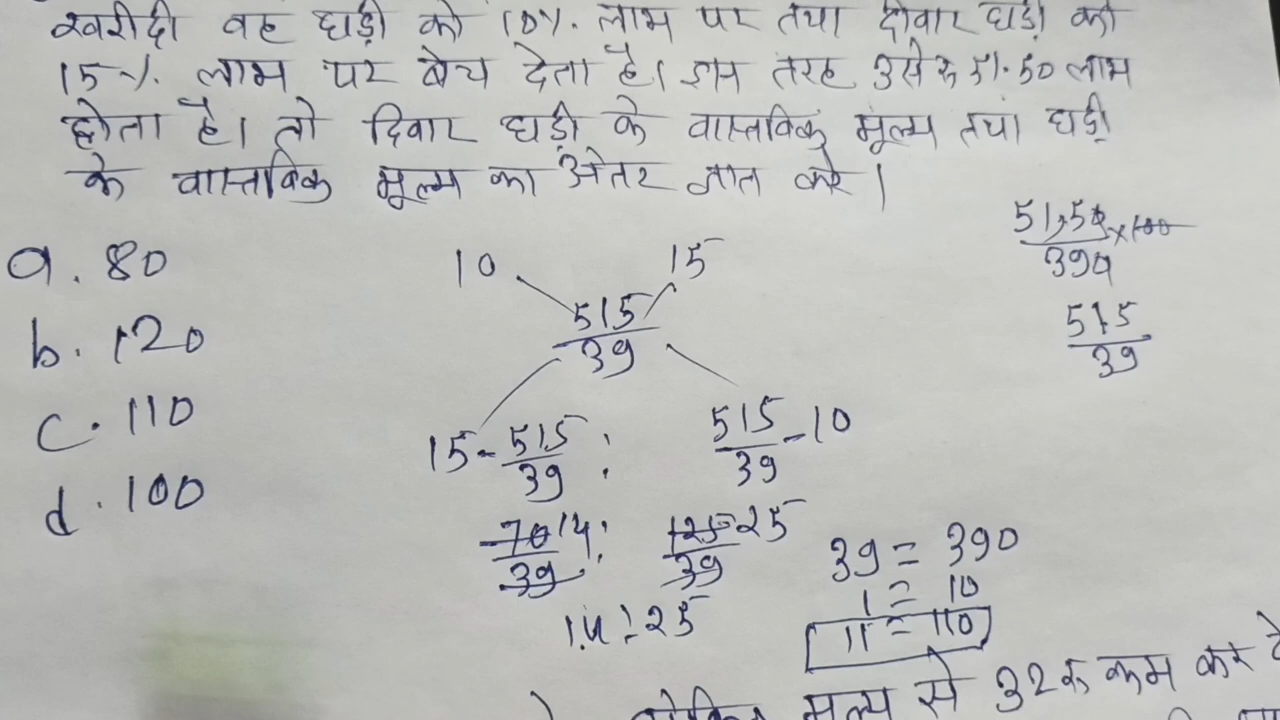 खरीदी वह घड़ी को 10%. लाभ पर तथा दीवार घड़ी को
15%. लाभ पर बेच देता है। इस तरह उसे रु 51.50 लाभ
होता है। तो दिवार घड़ी के वास्तविक मूल्य तथा घड़ी
के वास्तविक मूल्य का अंतर ज्ञात करे।
a. 80
b. 120
c. 110
d. 100
10 15
515
39
15 - 515 : 515 - 10
39 39
70 14 : 125 25
39 39
14 : 25
39 = 390
1 = 10
11 = 110
51.50 × 100
390
515
39
मूल्य से 32 रु कम कर